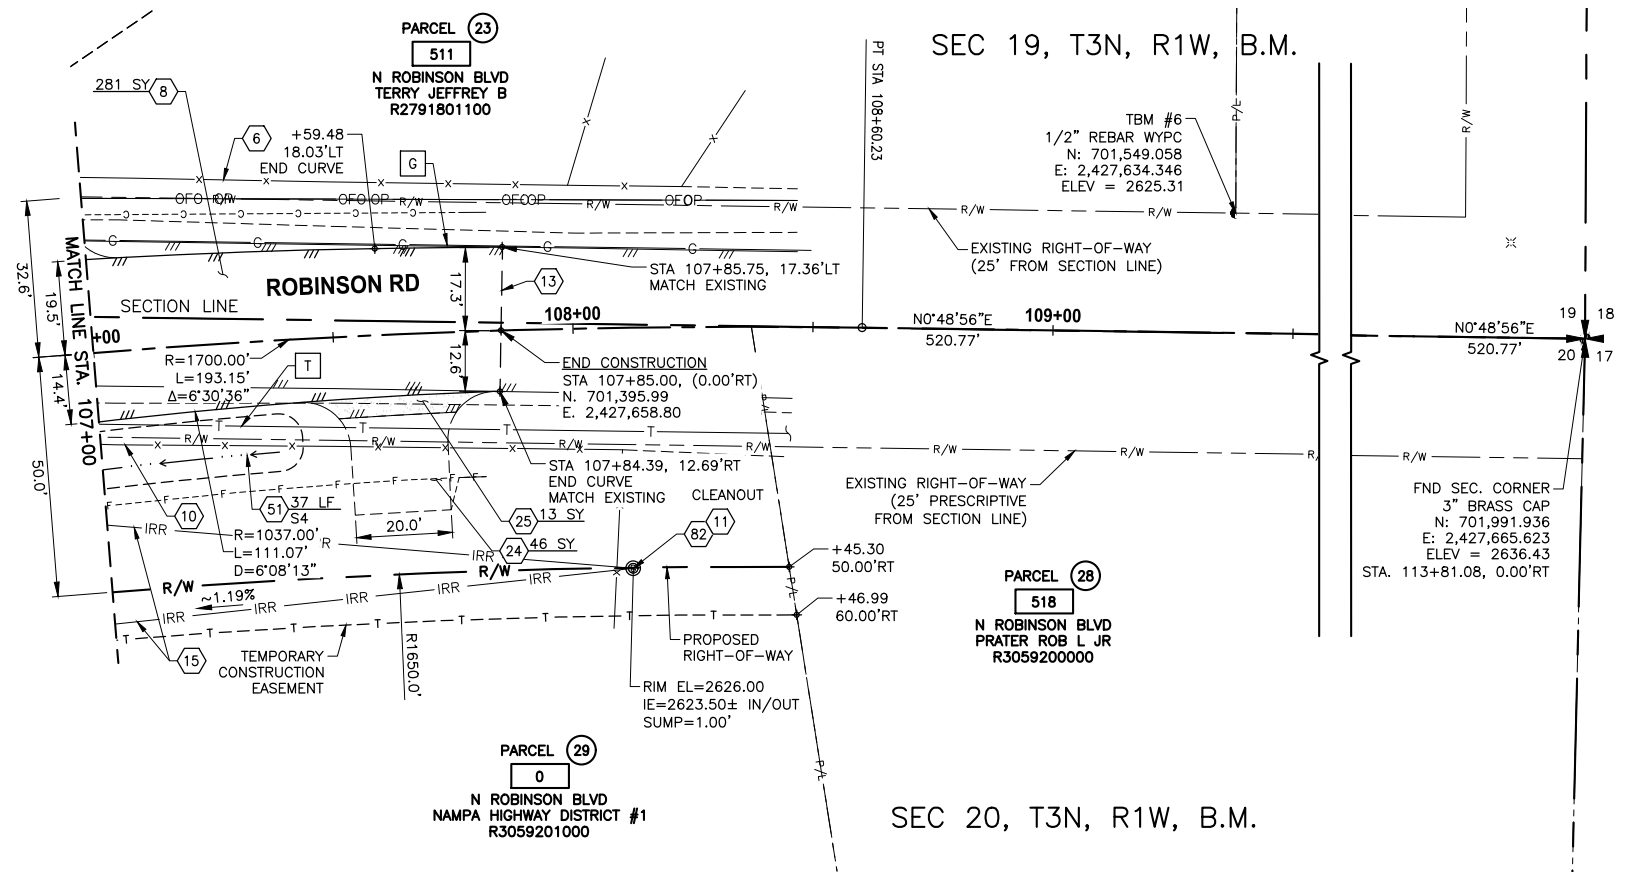 PARCEL 23
511
N ROBINSON BLVD
TERRY JEFFREY B
R2791801100
SEC 19, T3N, R1W, B.M.
281 SY 8
6
+59.48
18.03'LT
END CURVE
G
PT STA 108+60.23
P/L
R/W
TBM #6
1/2" REBAR WYPC
N: 701,549.058
E: 2,427,634.346
ELEV = 2625.31
X X X X X X
X X
R/W R/W R/W
R/W R/W
G G G G
EXISTING RIGHT-OF-WAY
(25' FROM SECTION LINE)
STA 107+85.75, 17.36'LT
MATCH EXISTING
13
17.3'
32.6'
19.5'
MATCH LINE STA. 107+00
ROBINSON RD
SECTION LINE
+00
108+00
109+00
N0°48'56"E
520.77'
N0°48'56"E
520.77'
19 18
20 17
R=1700.00'
L=193.15'
Δ=6°30'36"
T
12.6'
14.4'
50.0'
END CONSTRUCTION
STA 107+85.00, (0.00'RT)
N. 701,395.99
E. 2,427,658.80
T T T T
R/W R/W R/W R/W R/W R/W R/W
STA 107+84.39, 12.69'RT
END CURVE
MATCH EXISTING
CLEANOUT
EXISTING RIGHT-OF-WAY
(25' PRESCRIPTIVE
FROM SECTION LINE)
FND SEC. CORNER
3" BRASS CAP
N: 701,991.936
E: 2,427,665.623
ELEV = 2636.43
STA. 113+81.08, 0.00'RT
10
51 37 LF
S4
20.0'
25 13 SY
24 46 SY
82 11
R=1037.00'
L=111.07'
D=6°08'13"
IRR IRR
R/W R/W
~1.19%
IRR IRR IRR IRR IRR
T T T T T T T T
+45.30
50.00'RT
+46.99
60.00'RT
P/L
15
TEMPORARY
CONSTRUCTION
EASEMENT
R1650.0'
PROPOSED
RIGHT-OF-WAY
RIM EL=2626.00
IE=2623.50± IN/OUT
SUMP=1.00'
PARCEL 28
518
N ROBINSON BLVD
PRATER ROB L JR
R3059200000
PARCEL 29
0
N ROBINSON BLVD
NAMPA HIGHWAY DISTRICT #1
R3059201000
P/L
SEC 20, T3N, R1W, B.M.